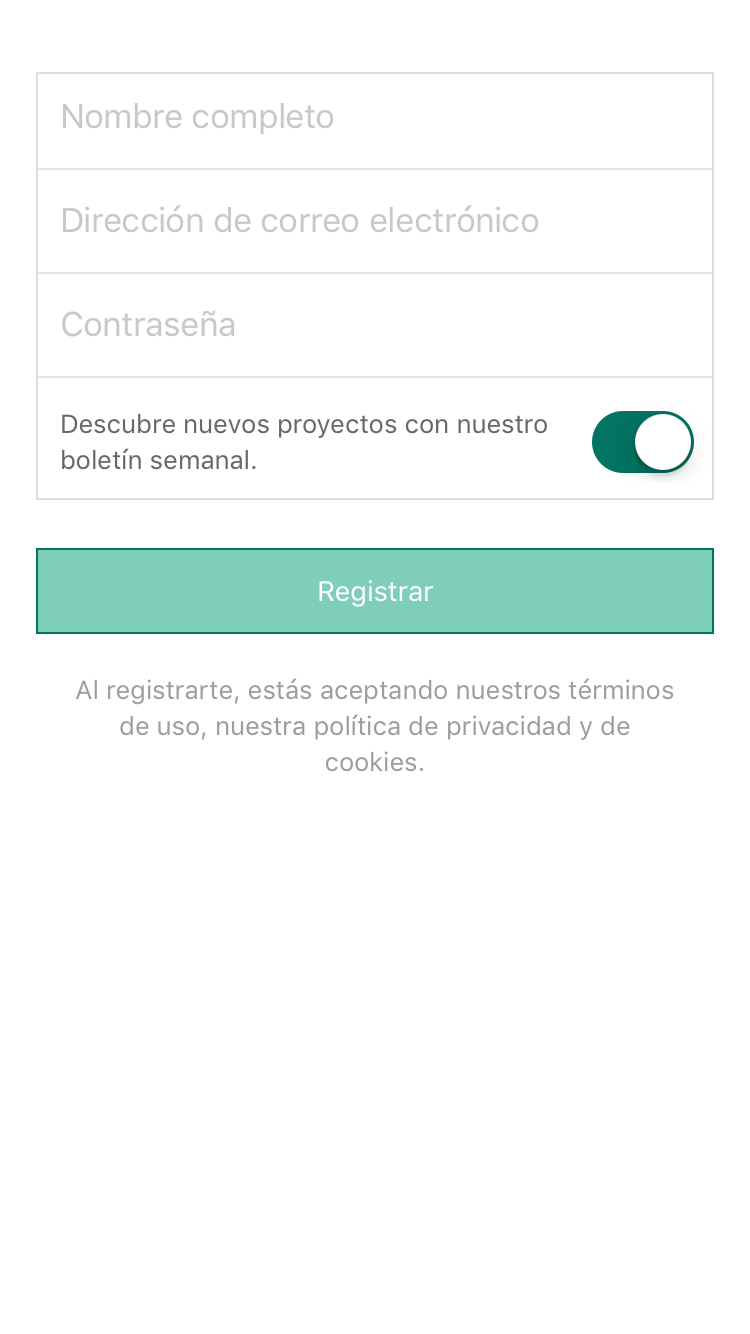 Nombre completo
Dirección de correo electrónico
Contraseña
Descubre nuevos proyectos con nuestro
boletín semanal.
Registrar
Al registrarte, estás aceptando nuestros términos
de uso, nuestra política de privacidad y de
cookies.